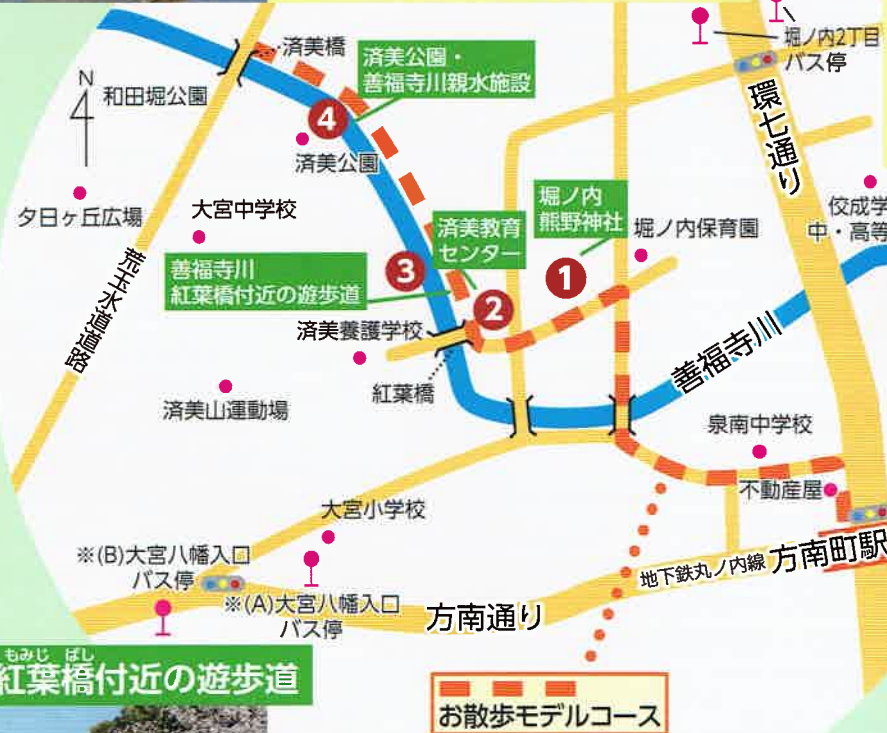 済美橋
堀ノ内2丁目
バス停
済美公園・
善福寺川親水施設
N
和田堀公園
環七通り
4
済美公園
夕日ヶ丘広場
大宮中学校
堀ノ内
熊野神社
済美教育
センター
堀ノ内保育園
佼成学
中・高等
荒玉水道道路
善福寺川
紅葉橋付近の遊歩道
3
1
2
済美養護学校
紅葉橋
善福寺川
済美山運動場
泉南中学校
不動産屋
大宮小学校
※(B)大宮八幡入口
バス停
※(A)大宮八幡入口
バス停
方南通り
地下鉄丸ノ内線 方南町駅
もみじ ばし
紅葉橋付近の遊歩道
お散歩モデルコース